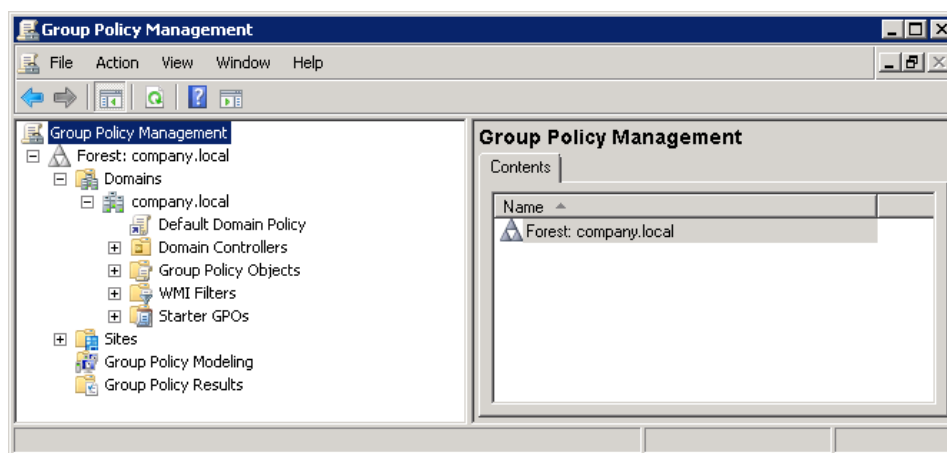 Group Policy Management
File Action View Window Help
Group Policy Management
Forest: company.local
Domains
company.local
Default Domain Policy
Domain Controllers
Group Policy Objects
WMI Filters
Starter GPOs
Sites
Group Policy Modeling
Group Policy Results
Group Policy Management
Contents
Name
Forest: company.local